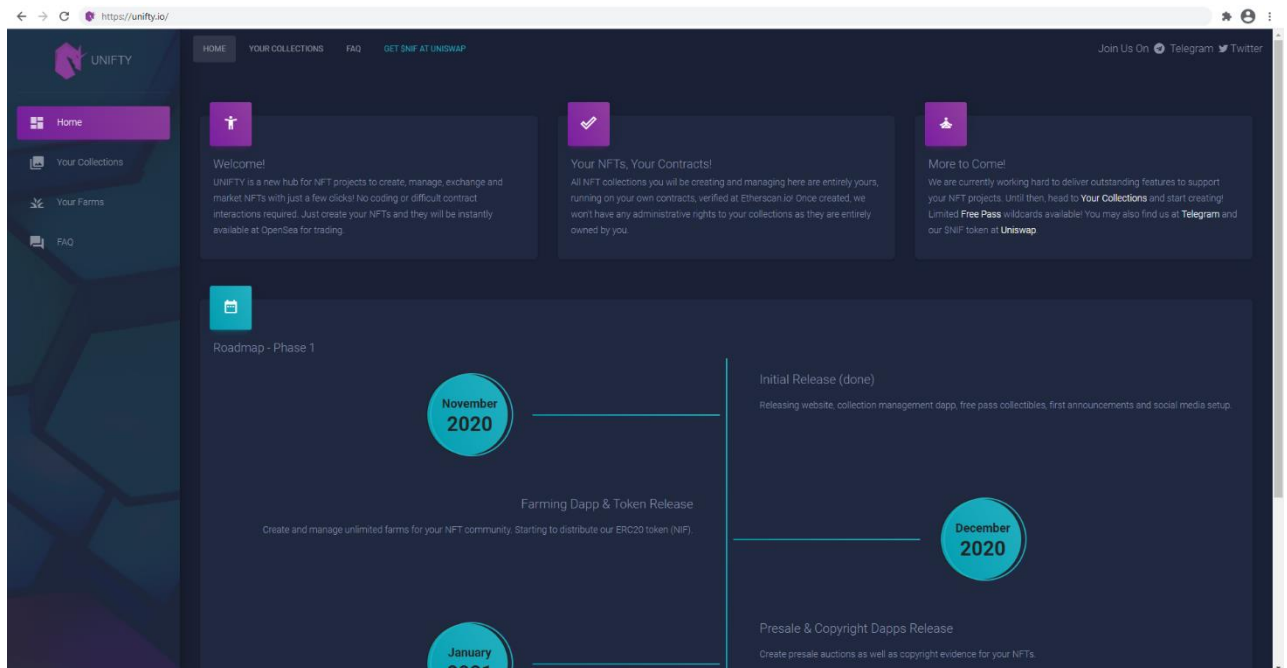 https://unifty.io/
UNIFTY
HOME YOUR COLLECTIONS FAQ GET $NIF AT UNISWAP
Join Us On Telegram Twitter
Home
Your Collections
Your Farms
FAQ
Welcome!
UNIFTY is a new hub for NFT projects to create, manage, exchange and
market NFTs with just a few clicks! No coding or difficult contract
interactions required. Just create your NFTs and they will be instantly
available at OpenSea for trading.
Your NFTs, Your Contracts!
All NFT collections you wil be creating and managing here are entirely yours,
running on your own contracts, verified at Etherscan.io! Once created, we
won't have any administrative rights to your collections as they are entirely
owned by you.
More to Come!
We are currently working hard to deliver outstanding features to support
your NFT projects. Until then, head to Your Collections and start creating!
Limited Free Pass wildcards available! You may also find us at Telegram and
our $NIF token at Uniswap.
Roadmap - Phase 1
November
2020
Initial Release (done)
Releasing website, collection management dapp, free pass collectibles, first announcements and social media setup.
Farming Dapp & Token Release
Create and manage unlimited farms for your NFT community. Starting to distribute our ERC20 token (NIF).
December
2020
January
2021
Presale & Copyright Dapps Release
Create presale auctions as well as copyright evidence for your NFTs.